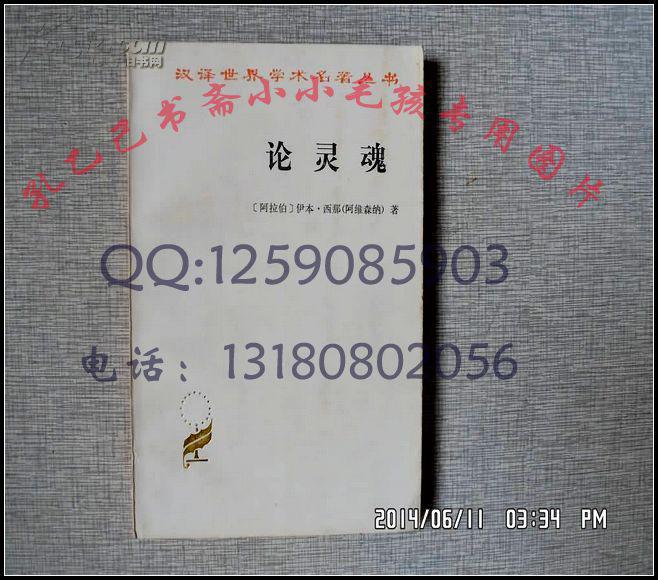 汉译世界学术名著丛书
孔乙己书斋小小毛孩专用图片
论灵魂
〔阿拉伯〕伊本·西那(阿维森纳) 著
QQ:1259085903
电话：13180802056
2014/06/11 03:34 PM